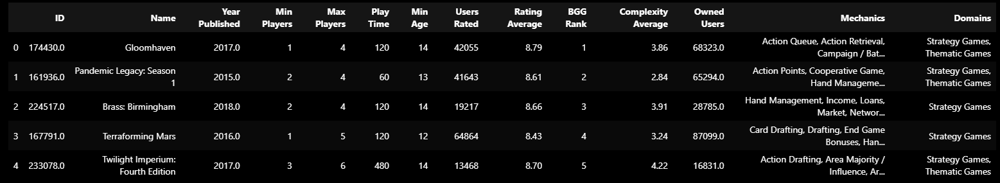 ID Name Year Published Min Players Max Players Play Time Min Age Users Rated Rating Average BGG Rank Complexity Average Owned Users Mechanics Domains
0 174430.0 Gloomhaven 2017.0 1 4 120 14 42055 8.79 1 3.86 68323.0 Action Queue, Action Retrieval, Campaign / Bat... Strategy Games, Thematic Games
1 161936.0 Pandemic Legacy: Season 1 2015.0 2 4 60 13 41643 8.61 2 2.84 65294.0 Action Points, Cooperative Game, Hand Manageme... Strategy Games, Thematic Games
2 224517.0 Brass: Birmingham 2018.0 2 4 120 14 19217 8.66 3 3.91 28785.0 Hand Management, Income, Loans, Market, Networ... Strategy Games
3 167791.0 Terraforming Mars 2016.0 1 5 120 12 64864 8.43 4 3.24 87099.0 Card Drafting, Drafting, End Game Bonuses, Han... Strategy Games
4 233078.0 Twilight Imperium: Fourth Edition 2017.0 3 6 480 14 13468 8.70 5 4.22 16831.0 Action Drafting, Area Majority / Influence, Ar... Strategy Games, Thematic Games